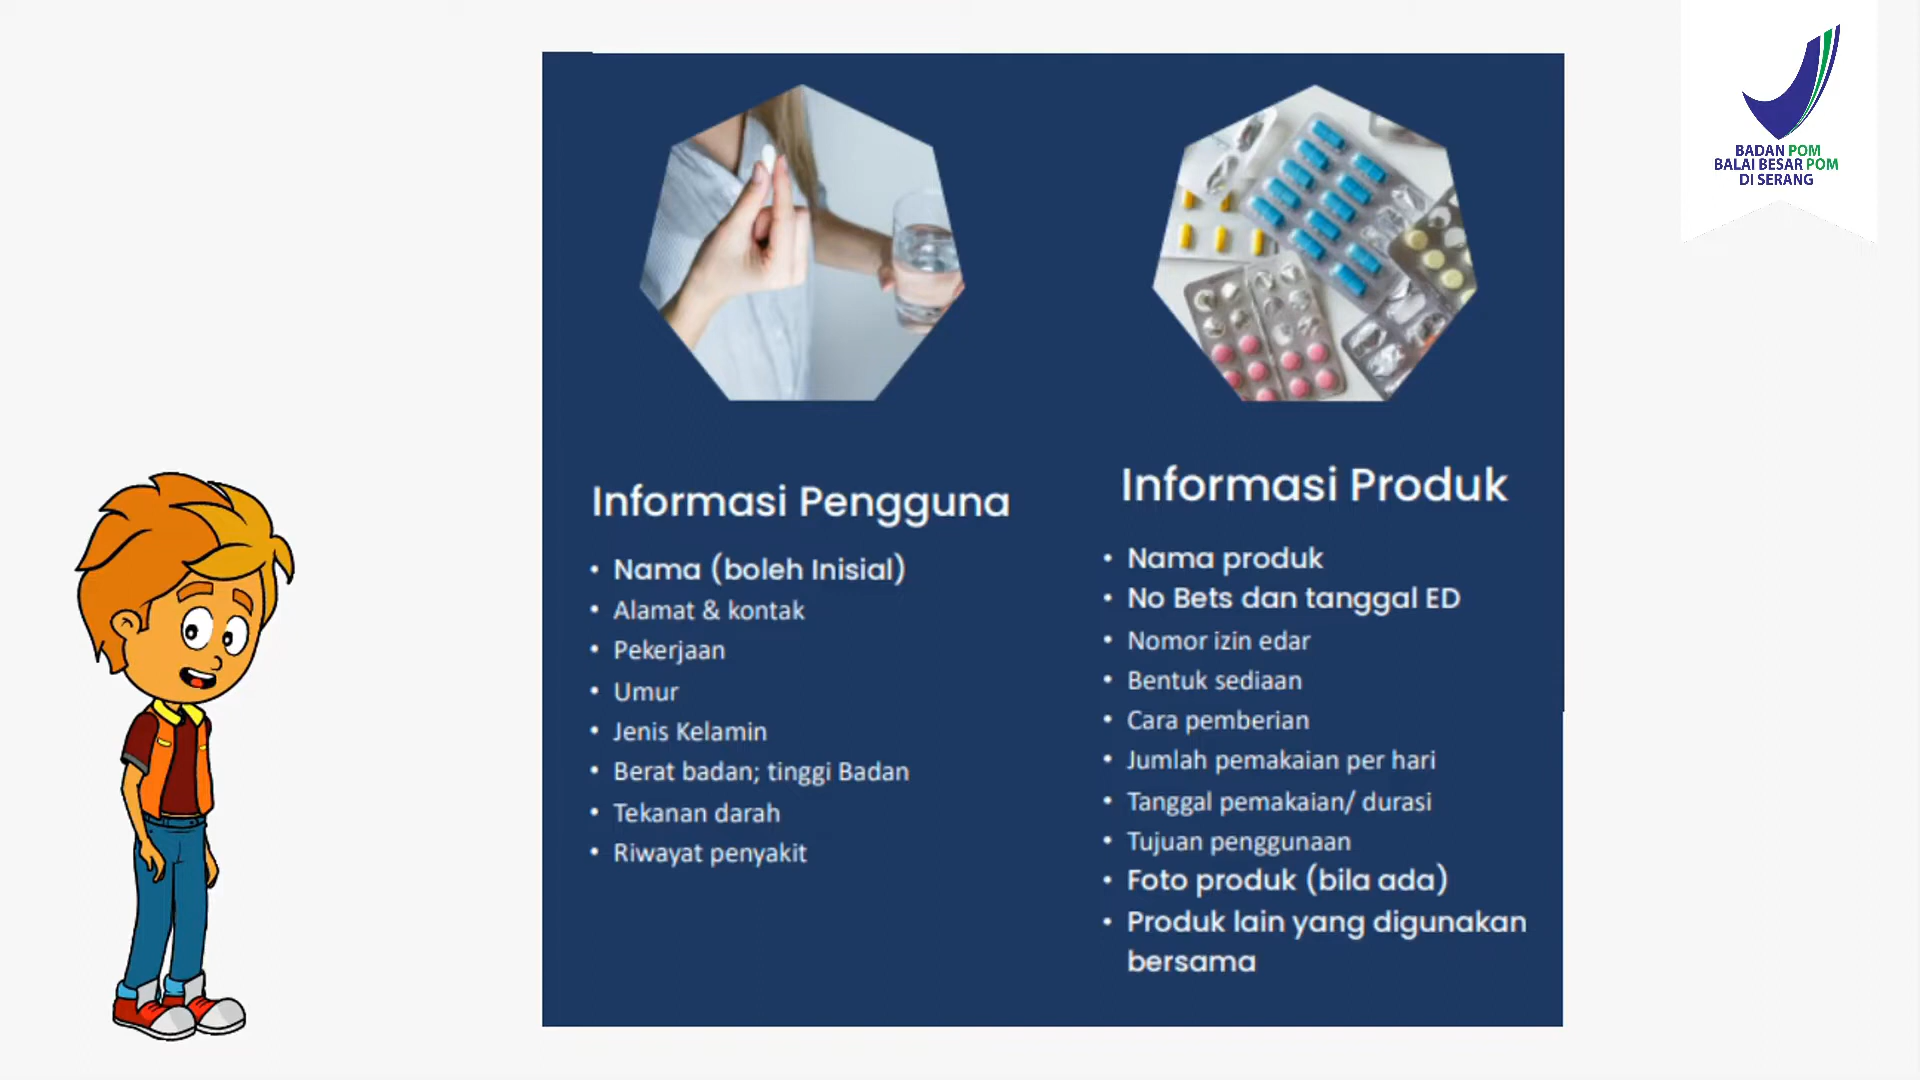 BADAN POM
BALAI BESAR POM
DI SERANG
Informasi Pengguna
• Nama (boleh Inisial)
• Alamat & kontak
• Pekerjaan
• Umur
• Jenis Kelamin
• Berat badan; tinggi Badan
• Tekanan darah
• Riwayat penyakit
Informasi Produk
• Nama produk
• No Bets dan tanggal ED
• Nomor izin edar
• Bentuk sediaan
• Cara pemberian
• Jumlah pemakaian per hari
• Tanggal pemakaian/ durasi
• Tujuan penggunaan
• Foto produk (bila ada)
• Produk lain yang digunakan
bersama